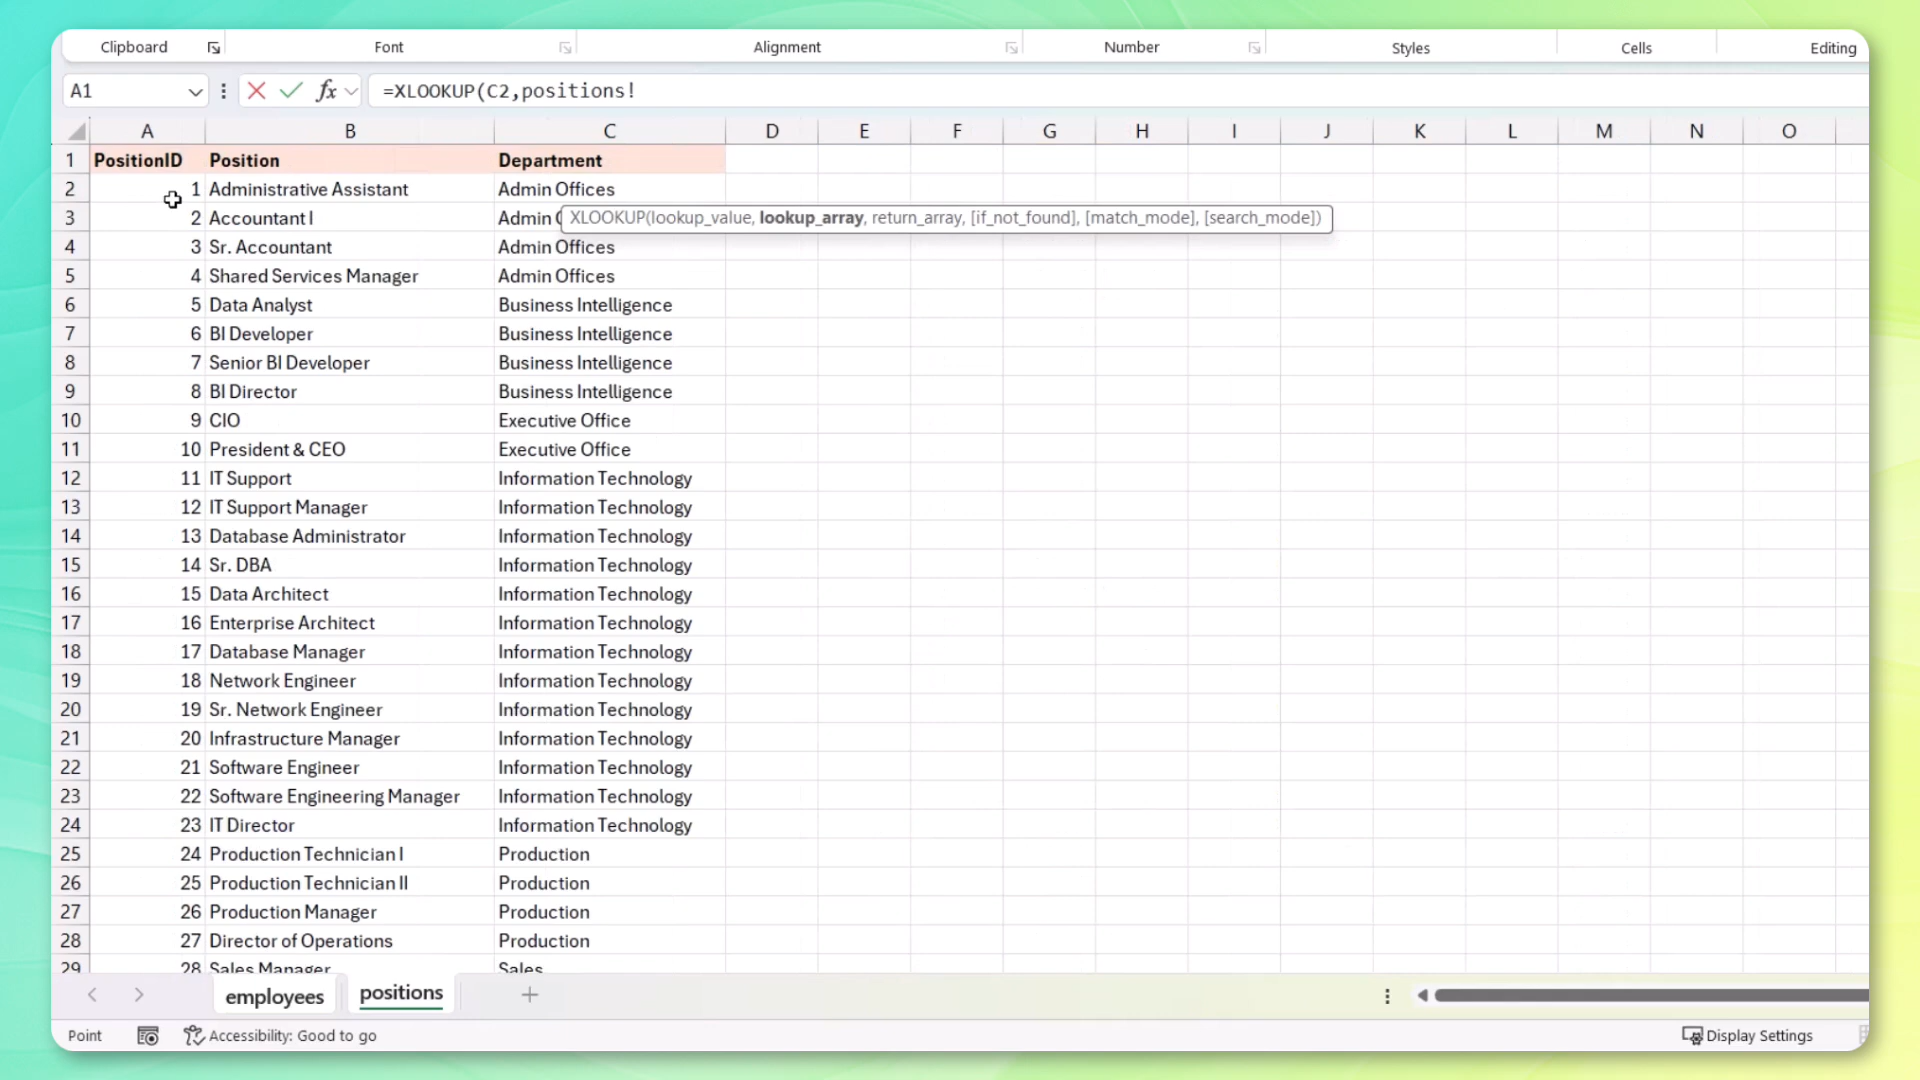 Clipboard Font Alignment Number Styles Cells Editing
A1 fx =XLOOKUP(C2,positions!
A B C D E F G H I J K L M N O
1 PositionID Position Department
2 1 Administrative Assistant Admin Offices
3 2 Accountant I Admin O
XLOOKUP(lookup_value, lookup_array, return_array, [if_not_found], [match_mode], [search_mode])
4 3 Sr. Accountant Admin Offices
5 4 Shared Services Manager Admin Offices
6 5 Data Analyst Business Intelligence
7 6 BI Developer Business Intelligence
8 7 Senior BI Developer Business Intelligence
9 8 BI Director Business Intelligence
10 9 CIO Executive Office
11 10 President & CEO Executive Office
12 11 IT Support Information Technology
13 12 IT Support Manager Information Technology
14 13 Database Administrator Information Technology
15 14 Sr. DBA Information Technology
16 15 Data Architect Information Technology
17 16 Enterprise Architect Information Technology
18 17 Database Manager Information Technology
19 18 Network Engineer Information Technology
20 19 Sr. Network Engineer Information Technology
21 20 Infrastructure Manager Information Technology
22 21 Software Engineer Information Technology
23 22 Software Engineering Manager Information Technology
24 23 IT Director Information Technology
25 24 Production Technician I Production
26 25 Production Technician II Production
27 26 Production Manager Production
28 27 Director of Operations Production
29 28 Sales Manager Sales
employees positions
Point Accessibility: Good to go Display Settings